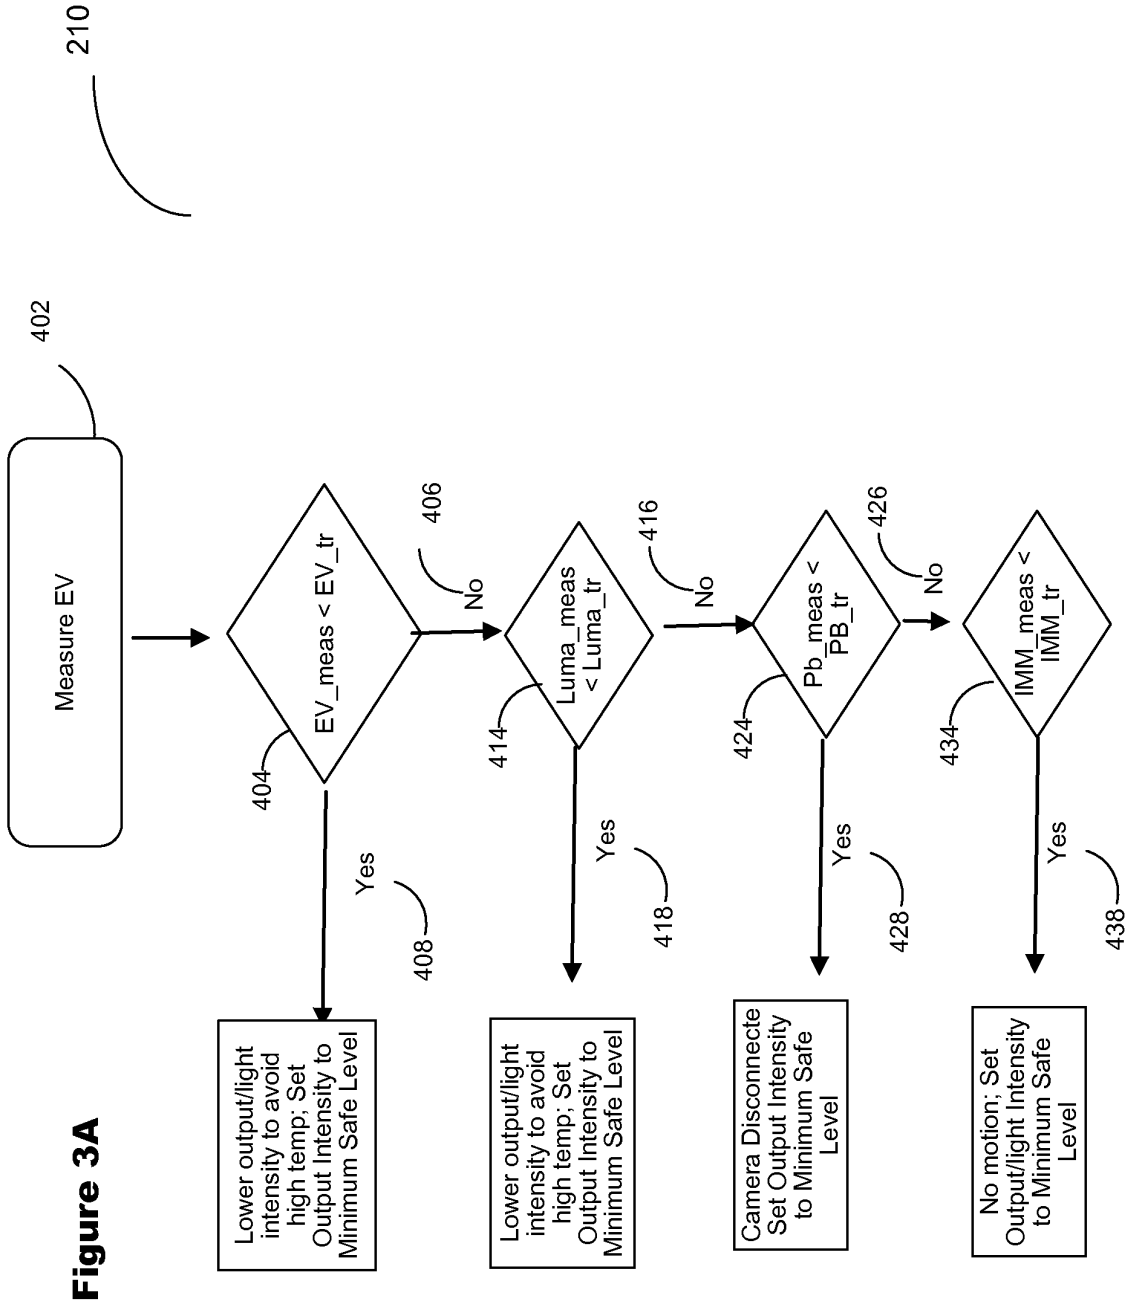 Figure 3A
210
Measure EV
402
EV_meas < EV_tr
404
No
406
Yes
408
Lower output/light
intensity to avoid
high temp; Set
Output Intensity to
Minimum Safe Level
Luma_meas
< Luma_tr
414
No
416
Yes
418
Lower output/light
intensity to avoid
high temp; Set
Output Intensity to
Minimum Safe Level
Pb_meas <
PB_tr
424
No
426
Yes
428
Camera Disconnecte
Set Output Intensity
to Minimum Safe
Level
IMM_meas <
IMM_tr
434
Yes
438
No motion; Set
Output/light Intensity
to Minimum Safe
Level